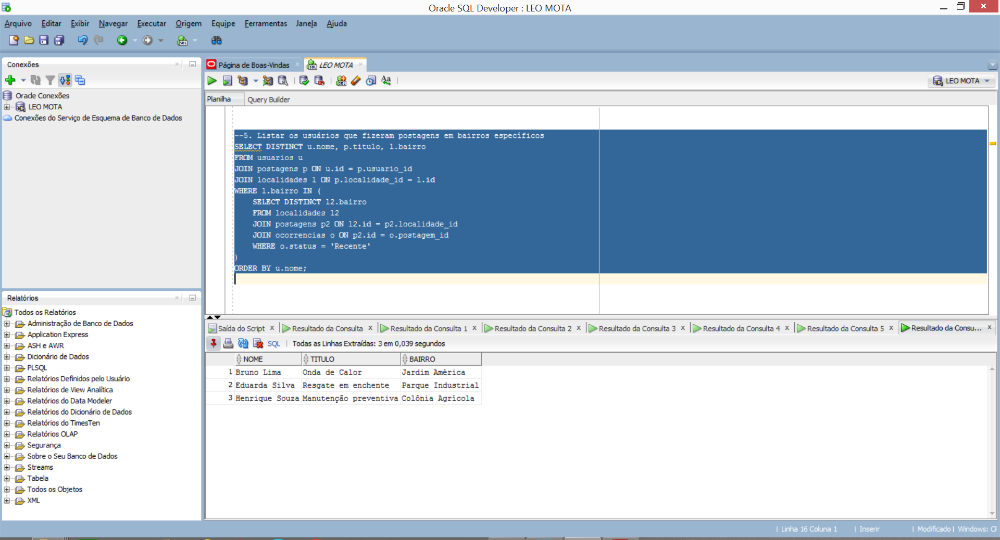 Oracle SQL Developer : LEO MOTA
Arquivo Editar Exibir Navegar Executar Origem Equipe Ferramentas Janela Ajuda
Conexões
Oracle Conexões
LEO MOTA
Conexões do Serviço de Esquema de Banco de Dados
Relatórios
Todos os Relatórios
Administração de Banco de Dados
Application Express
ASH e AWR
Dicionário de Dados
PLSQL
Relatórios Definidos pelo Usuário
Relatórios de View Analítica
Relatórios do Data Modeler
Relatórios do Dicionário de Dados
Relatórios do TimesTen
Relatórios OLAP
Segurança
Sobre o Seu Banco de Dados
Streams
Tabela
Todos os Objetos
XML
Página de Boas-Vindas LEO MOTA
LEO MOTA
Planilha Query Builder
--5. Listar os usuários que fizeram postagens em bairros específicos
SELECT DISTINCT u.nome, p.titulo, l.bairro
FROM usuarios u
JOIN postagens p ON u.id = p.usuario_id
JOIN localidades l ON p.localidade_id = l.id
WHERE l.bairro IN (
SELECT DISTINCT l2.bairro
FROM localidades l2
JOIN postagens p2 ON l2.id = p2.localidade_id
JOIN ocorrencias o ON p2.id = o.postagem_id
WHERE o.status = 'Recente'
)
ORDER BY u.nome;
Saída do Script Resultado da Consulta Resultado da Consulta 1 Resultado da Consulta 2 Resultado da Consulta 3 Resultado da Consulta 4 Resultado da Consulta 5 Resultado da Consu...
SQL | Todas as Linhas Extraídas: 3 em 0,039 segundos
NOME TITULO BAIRRO
1 Bruno Lima Onda de Calor Jardim América
2 Eduarda Silva Resgate em enchente Parque Industrial
3 Henrique Souza Manutenção preventiva Colônia Agrícola
| Linha 16 Coluna 1 | Inserir | Modificado | Windows: CF